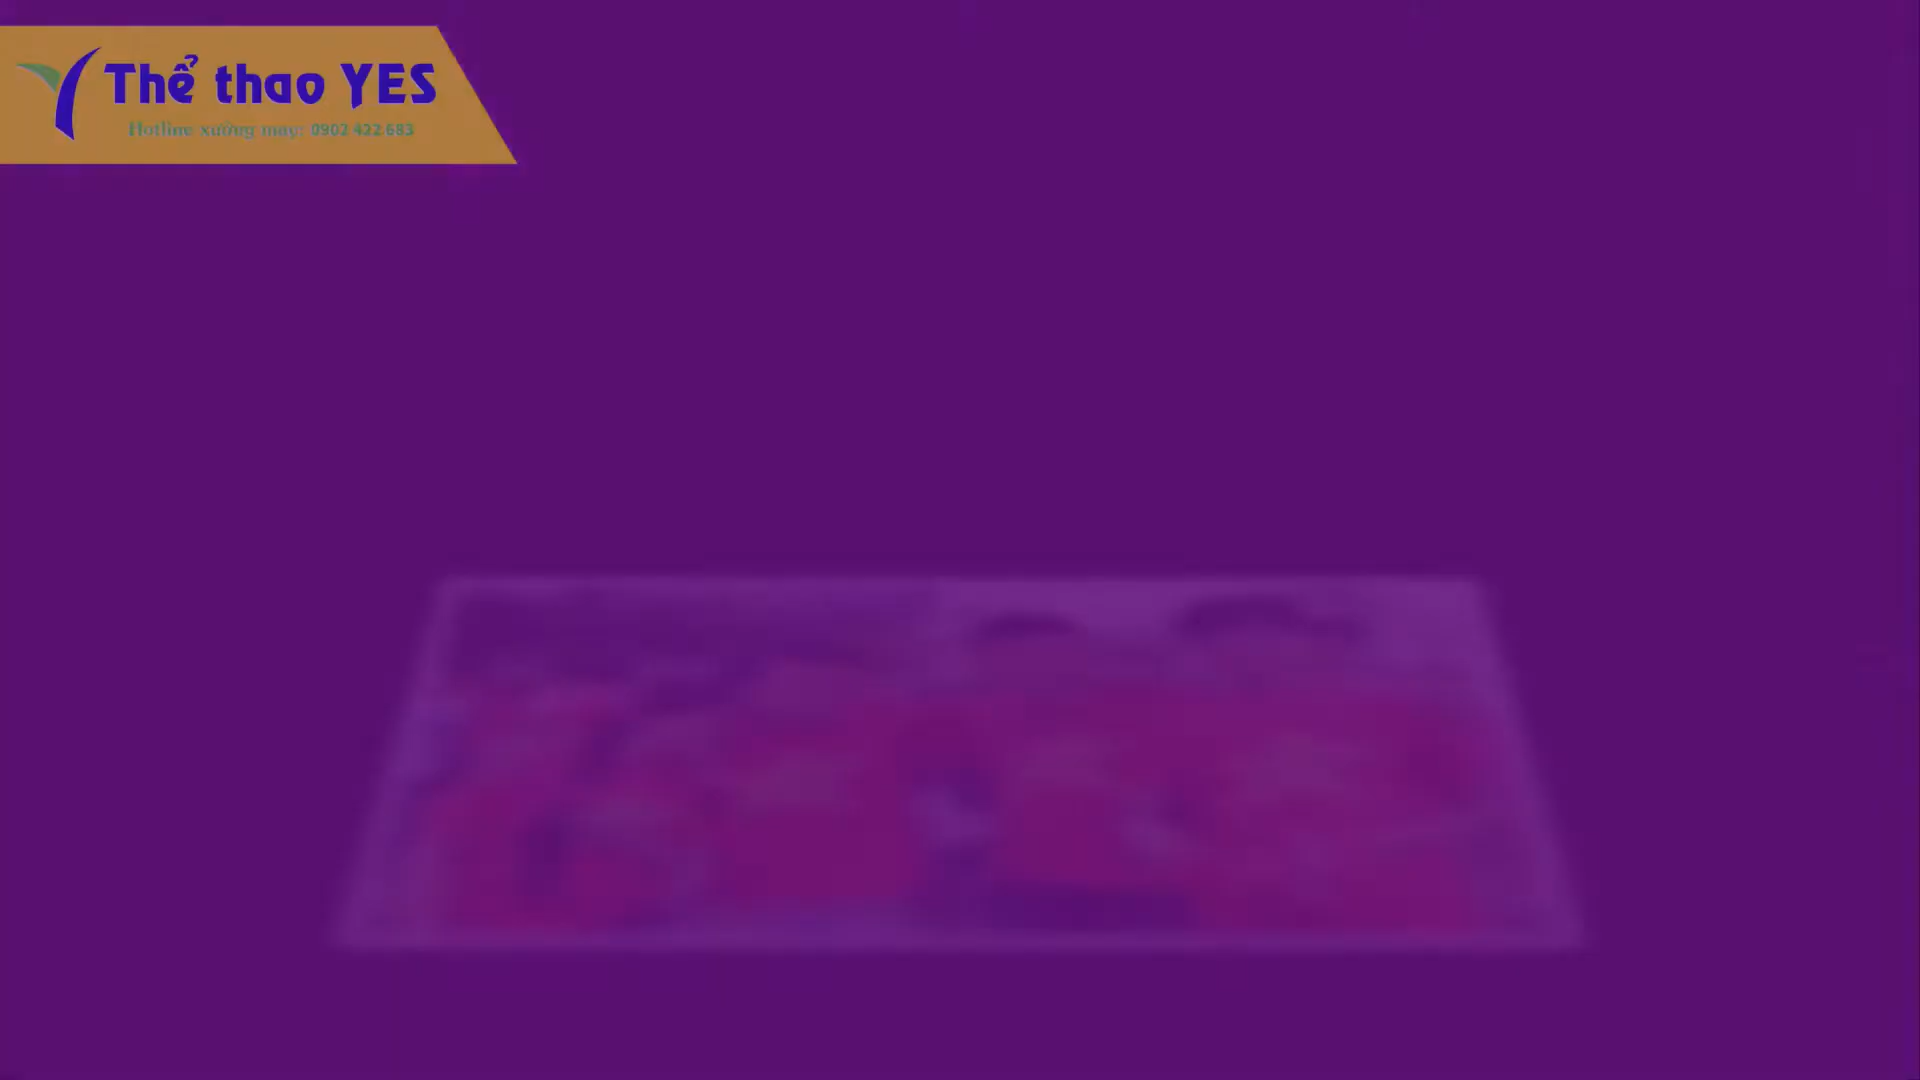 Thể thao YES
Hotline xưởng may: 0902 422 683